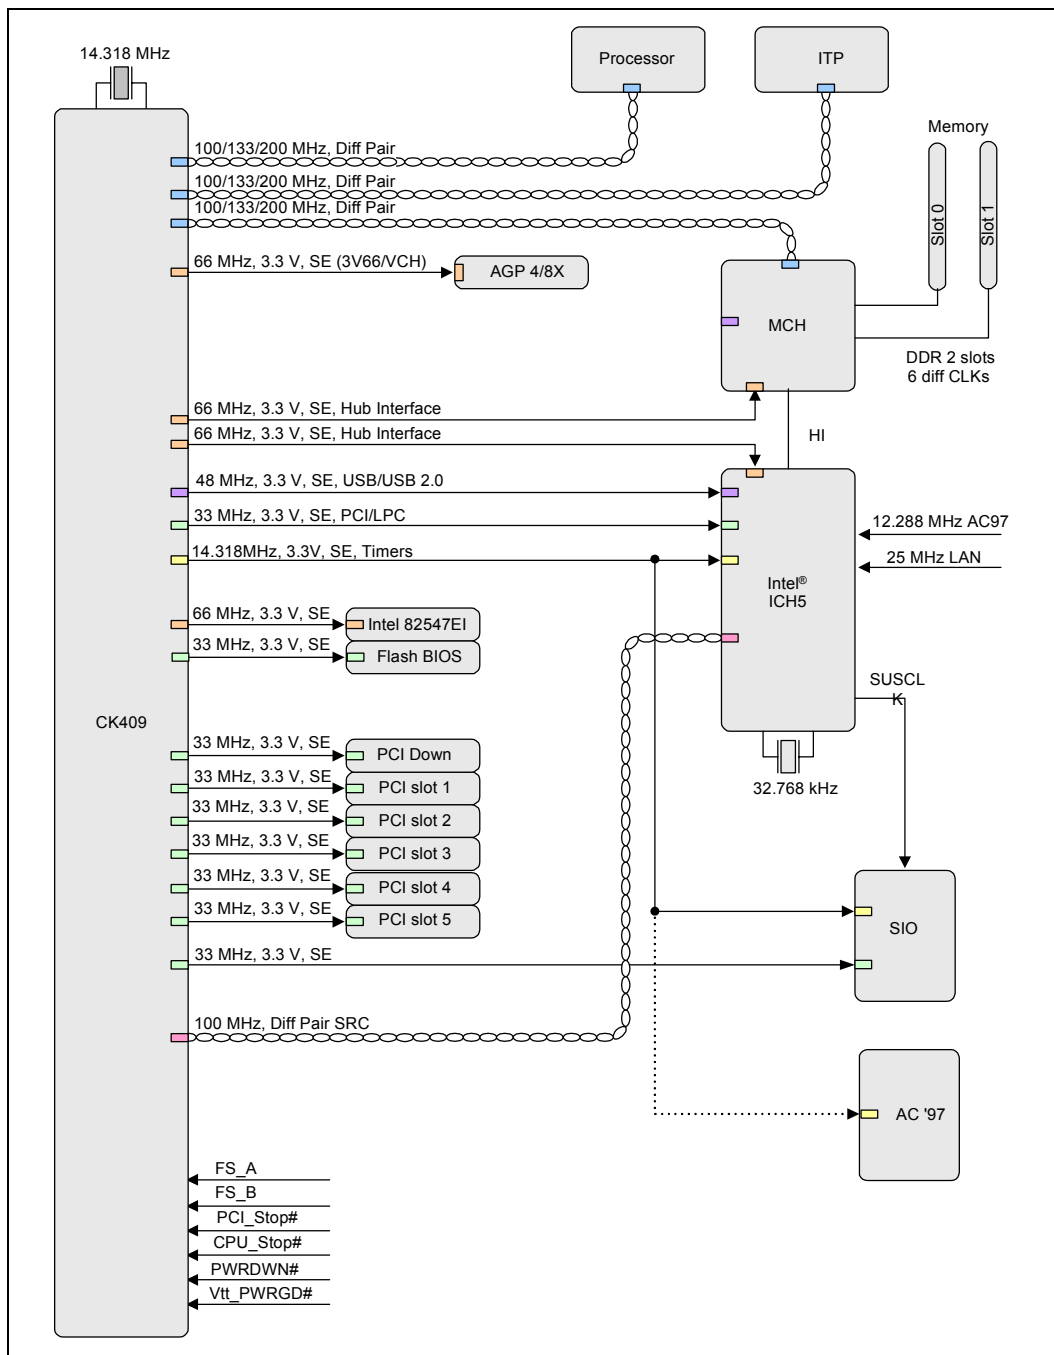 14.318 MHz
Processor
ITP
Memory
100/133/200 MHz, Diff Pair
100/133/200 MHz, Diff Pair
100/133/200 MHz, Diff Pair
Slot 0
Slot 1
66 MHz, 3.3 V, SE (3V66/VCH)
AGP 4/8X
MCH
DDR 2 slots
6 diff CLKs
66 MHz, 3.3 V, SE, Hub Interface
66 MHz, 3.3 V, SE, Hub Interface
HI
48 MHz, 3.3 V, SE, USB/USB 2.0
33 MHz, 3.3 V, SE, PCI/LPC
12.288 MHz AC97
14.318MHz, 3.3V, SE, Timers
25 MHz LAN
Intel®
ICH5
66 MHz, 3.3 V, SE
Intel 82547EI
33 MHz, 3.3 V, SE
Flash BIOS
SUSCL
K
CK409
33 MHz, 3.3 V, SE
PCI Down
33 MHz, 3.3 V, SE
PCI slot 1
32.768 kHz
33 MHz, 3.3 V, SE
PCI slot 2
33 MHz, 3.3 V, SE
PCI slot 3
33 MHz, 3.3 V, SE
PCI slot 4
33 MHz, 3.3 V, SE
PCI slot 5
SIO
33 MHz, 3.3 V, SE
100 MHz, Diff Pair SRC
AC '97
FS_A
FS_B
PCI_Stop#
CPU_Stop#
PWRDWN#
Vtt_PWRGD#